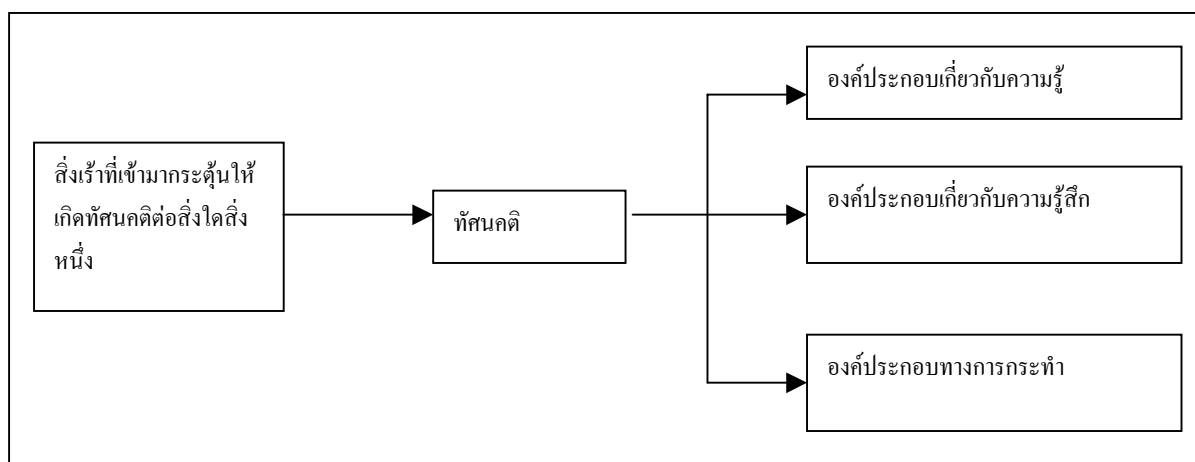 สิ่งเร้าที่เข้ามากระตุ้นให้
เกิดทัศนคติต่อสิ่งใดสิ่ง
หนึ่ง
ทัศนคติ
องค์ประกอบเกี่ยวกับความรู้
องค์ประกอบเกี่ยวกับความรู้สึก
องค์ประกอบทางการกระทำ